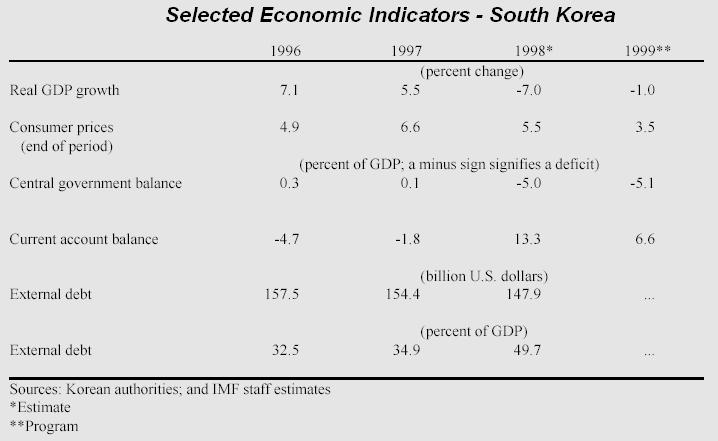 Selected Economic Indicators - South Korea
1996 1997 1998* 1999**
(percent change)
Real GDP growth 7.1 5.5 -7.0 -1.0
Consumer prices 4.9 6.6 5.5 3.5
(end of period)
(percent of GDP; a minus sign signifies a deficit)
Central government balance 0.3 0.1 -5.0 -5.1
Current account balance -4.7 -1.8 13.3 6.6
(billion U.S. dollars)
External debt 157.5 154.4 147.9 ...
(percent of GDP)
External debt 32.5 34.9 49.7 ...
Sources: Korean authorities; and IMF staff estimates
*Estimate
**Program